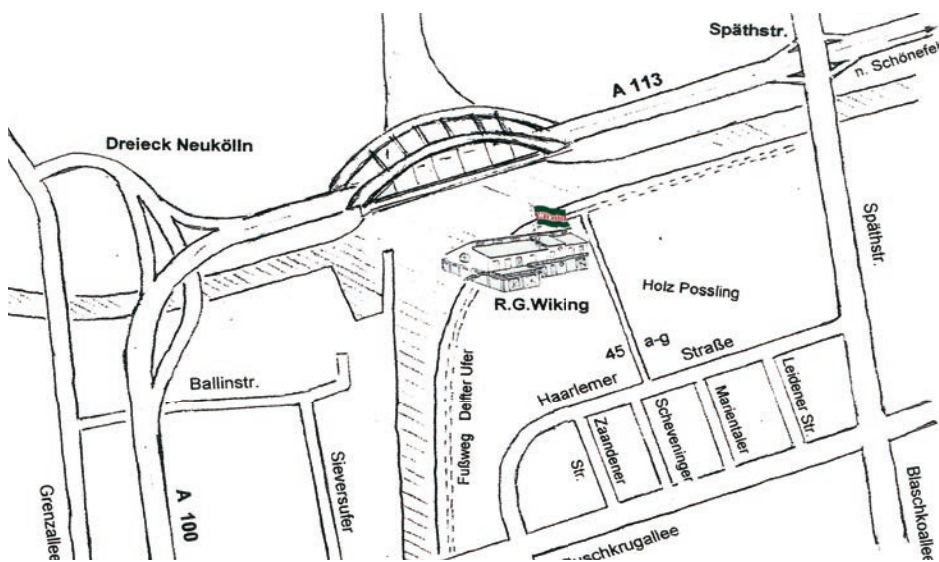 Späthstr.
n. Schönefel
A 113
Dreieck Neukölln
Späthstr.
Holz Possling
R.G.Wiking
45 a-g
Haarlemer Straße
Ballinstr.
Fußweg Delfter Ufer
Leidener Str.
Marientaler
Scheveninger
Zaandener
Str.
Sieversufer
A 100
Grenzallee
Blaschkoallee
uschkrugallee